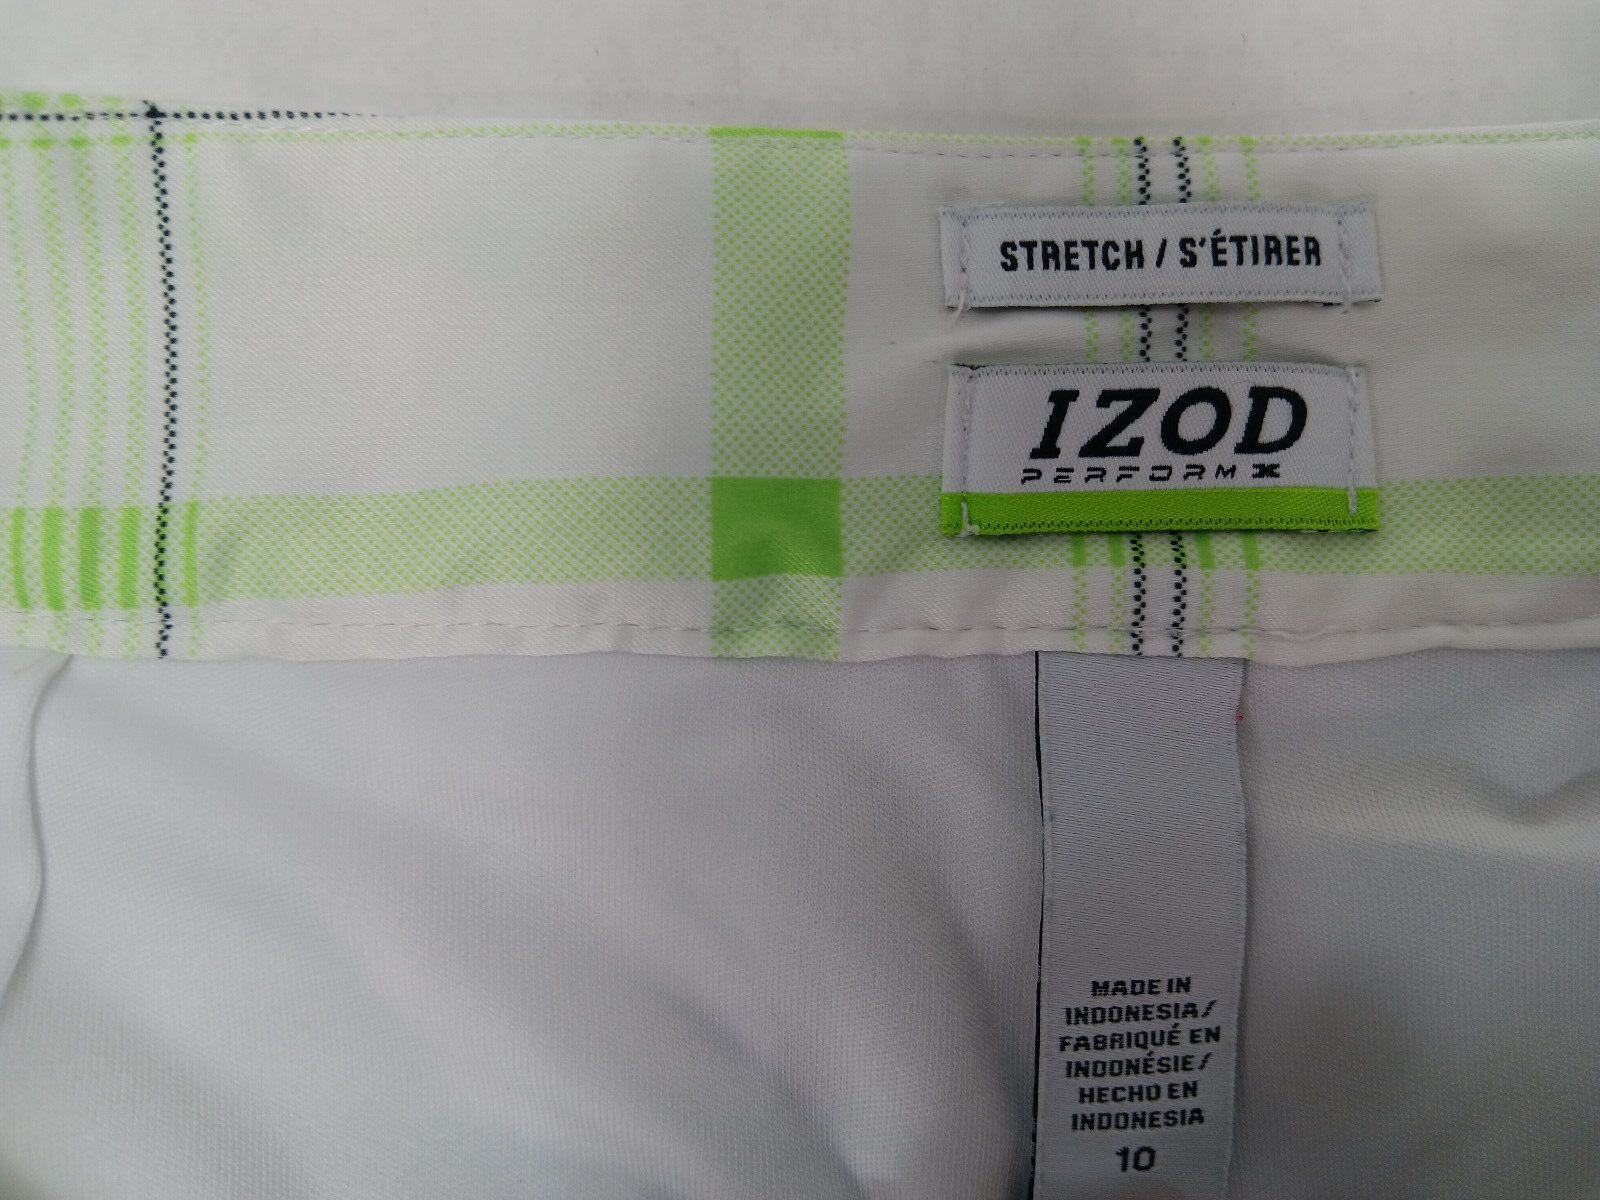 STRETCH / S'ÉTIRER
IZOD
PERFORM X
MADE IN
INDONESIA/
FABRIQUÉ EN
INDONÉSIE/
HECHO EN
INDONESIA
10